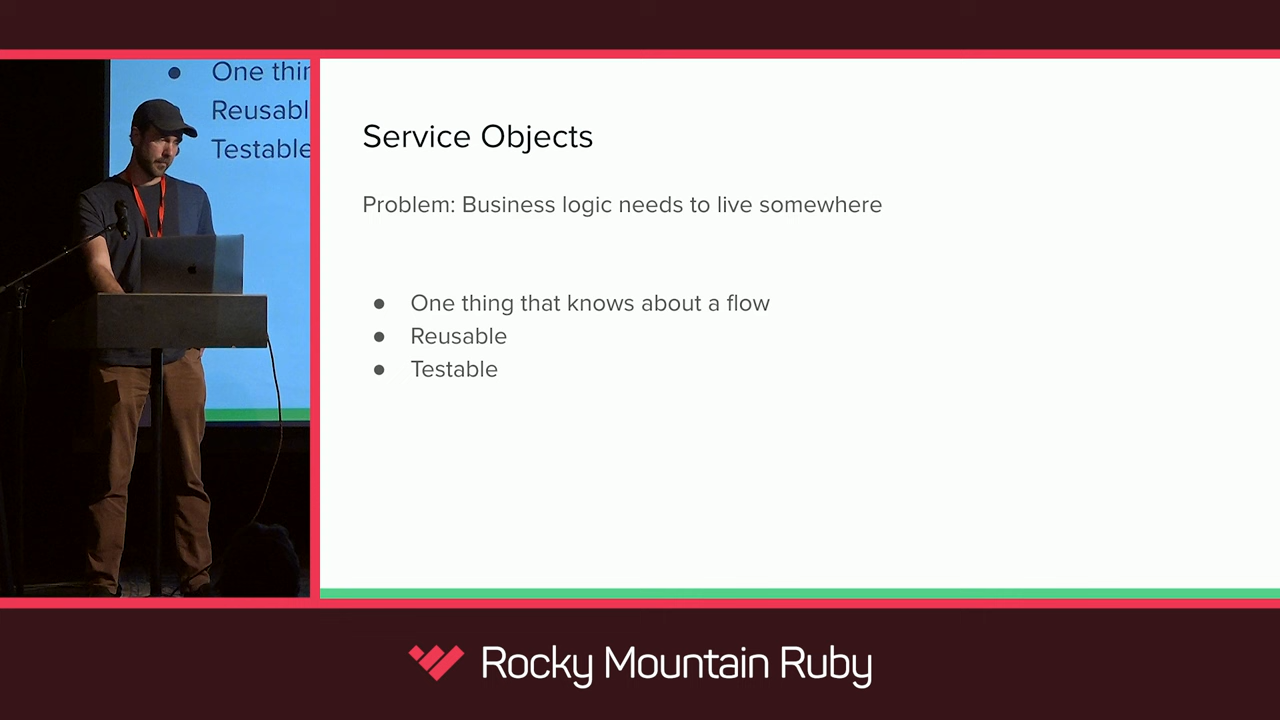 One thin
Reusabl
Testable
Service Objects
Problem: Business logic needs to live somewhere
● One thing that knows about a flow
● Reusable
● Testable
Rocky Mountain Ruby